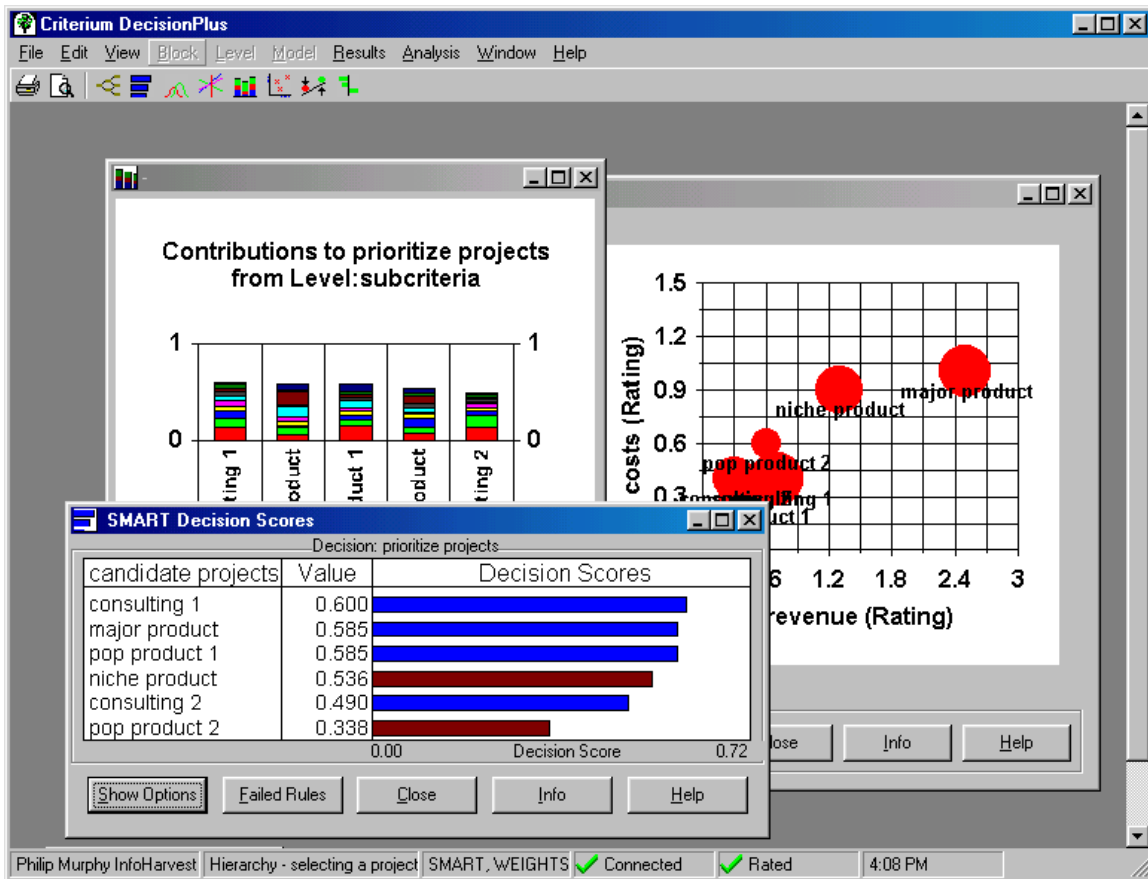 Criterium DecisionPlus
File Edit View Block Level Model Results Analysis Window Help
Contributions to prioritize projects
from Level:subcriteria
1 1
0 0
ting 1
oduct
duct 1
oduct
ting 2
costs (Rating)
1.5
1.2
0.9
0.6
0.3
major product
niche product
pop product 2
6 1.2 1.8 2.4 3
revenue (Rating)
lose Info Help
SMART Decision Scores
Decision: prioritize projects
candidate projects Value Decision Scores
consulting 1 0.600
major product 0.585
pop product 1 0.585
niche product 0.536
consulting 2 0.490
pop product 2 0.338
0.00 Decision Score 0.72
Show Options Failed Rules Close Info Help
Philip Murphy InfoHarvest Hierarchy - selecting a project SMART, WEIGHTS Connected Rated 4:08 PM